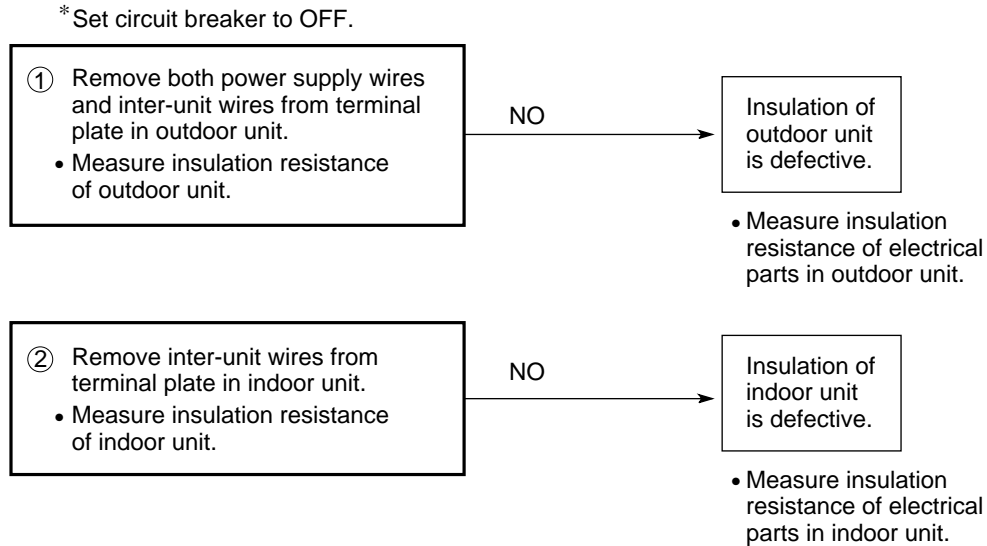 *Set circuit breaker to OFF.
① Remove both power supply wires
and inter-unit wires from terminal
plate in outdoor unit.
• Measure insulation resistance
of outdoor unit.
NO
Insulation of
outdoor unit
is defective.
• Measure insulation
resistance of electrical
parts in outdoor unit.
② Remove inter-unit wires from
terminal plate in indoor unit.
• Measure insulation resistance
of indoor unit.
NO
Insulation of
indoor unit
is defective.
• Measure insulation
resistance of electrical
parts in indoor unit.